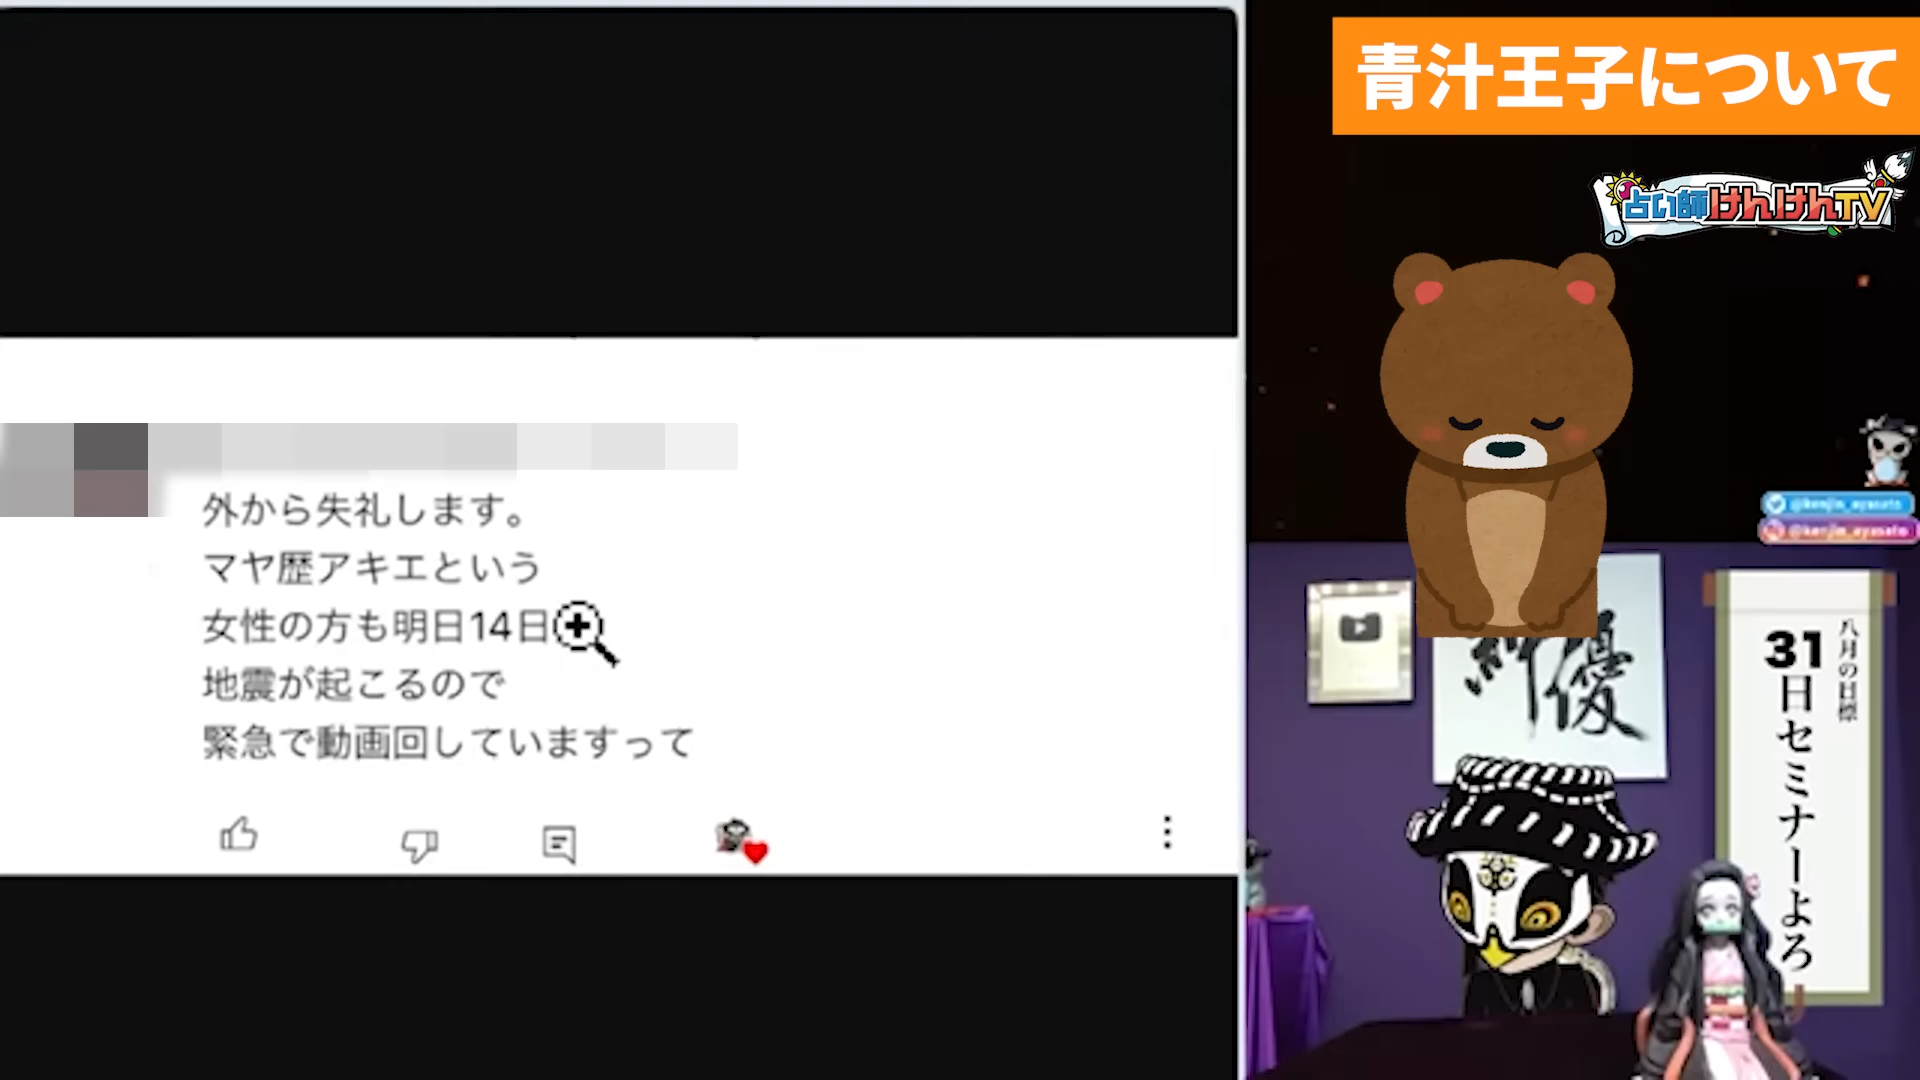 青汁王子について
占い師けんけんTV
外から失礼します。
マヤ歴アキエという
女性の方も明日14日
地震が起こるので
緊急で動画回していますって
@kenjin_ayasato
@kenjin_ayasato
優
八月の目標
31日セミナーよろ